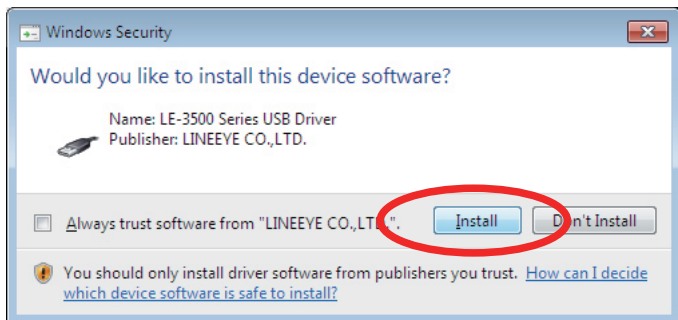 Windows Security
Would you like to install this device software?
Name: LE-3500 Series USB Driver
Publisher: LINEEYE CO.,LTD.
Always trust software from "LINEEYE CO.,LTD.". Install Don't Install
You should only install driver software from publishers you trust. How can I decide
which device software is safe to install?